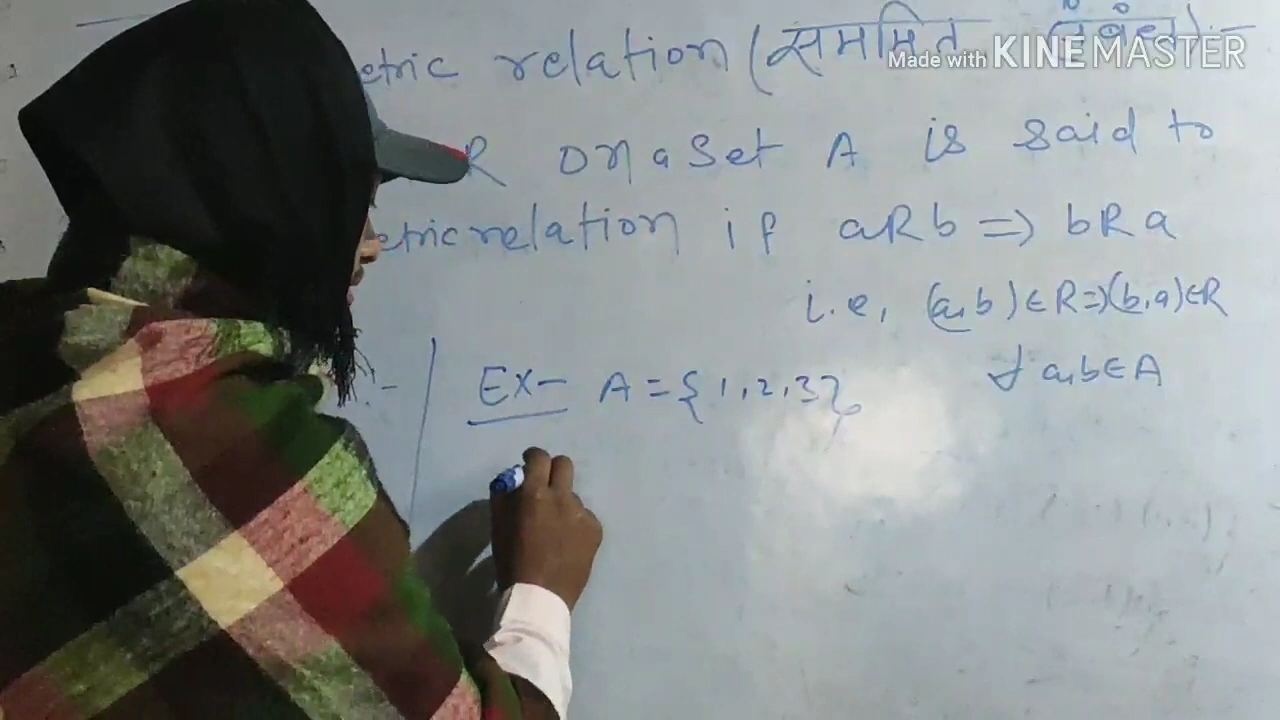 etric relation (सममित संबंध) :-
Made with KINEMASTER
R on a Set A is said to
etric relation if aRb => bRa
i.e, (a,b) ∈ R => (b,a) ∈ R
:- Ex- A = {1,2,3}, ∀ a,b ∈ A